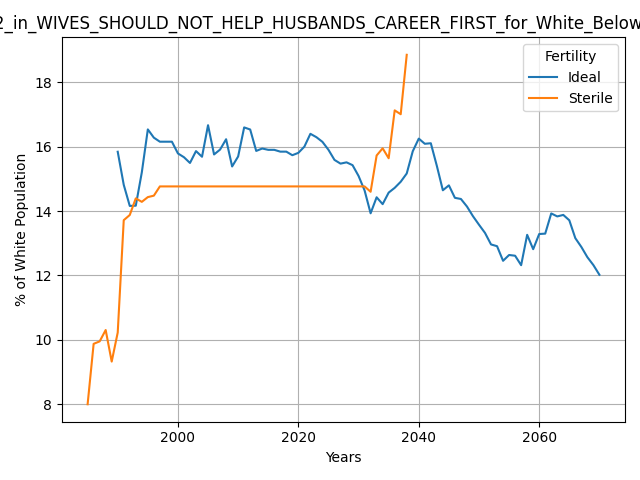 2_in_WIVES_SHOULD_NOT_HELP_HUSBANDS_CAREER_FIRST_for_White_Below
Fertility
Ideal
Sterile
% of White Population
18
16
14
12
10
8
2000 2020 2040 2060
Years